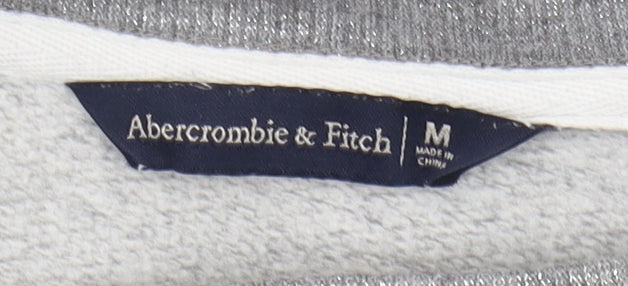 Abercrombie & Fitch
M
MADE IN
CHINA